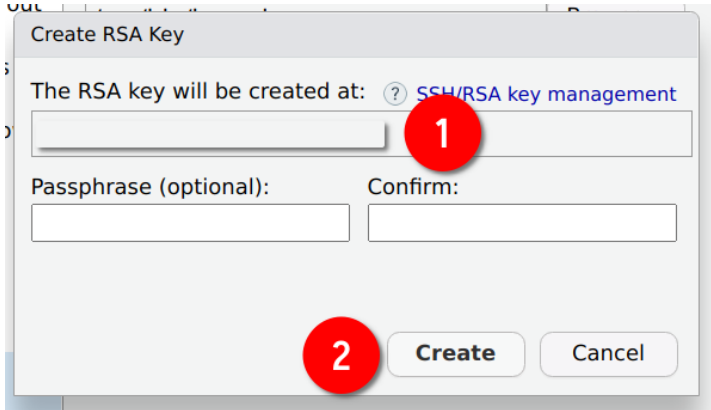 out
Create RSA Key
The RSA key will be created at: ? SSH/RSA key management
1
Passphrase (optional): Confirm:
2 Create Cancel